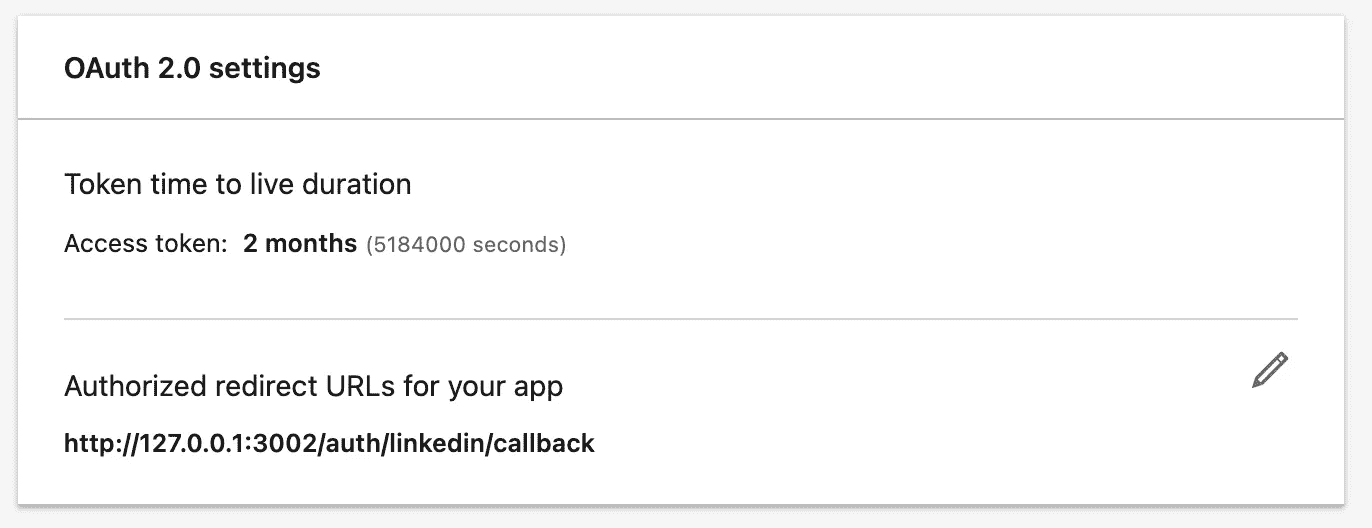 OAuth 2.0 settings
Token time to live duration
Access token: 2 months (5184000 seconds)
Authorized redirect URLs for your app
http://127.0.0.1:3002/auth/linkedin/callback